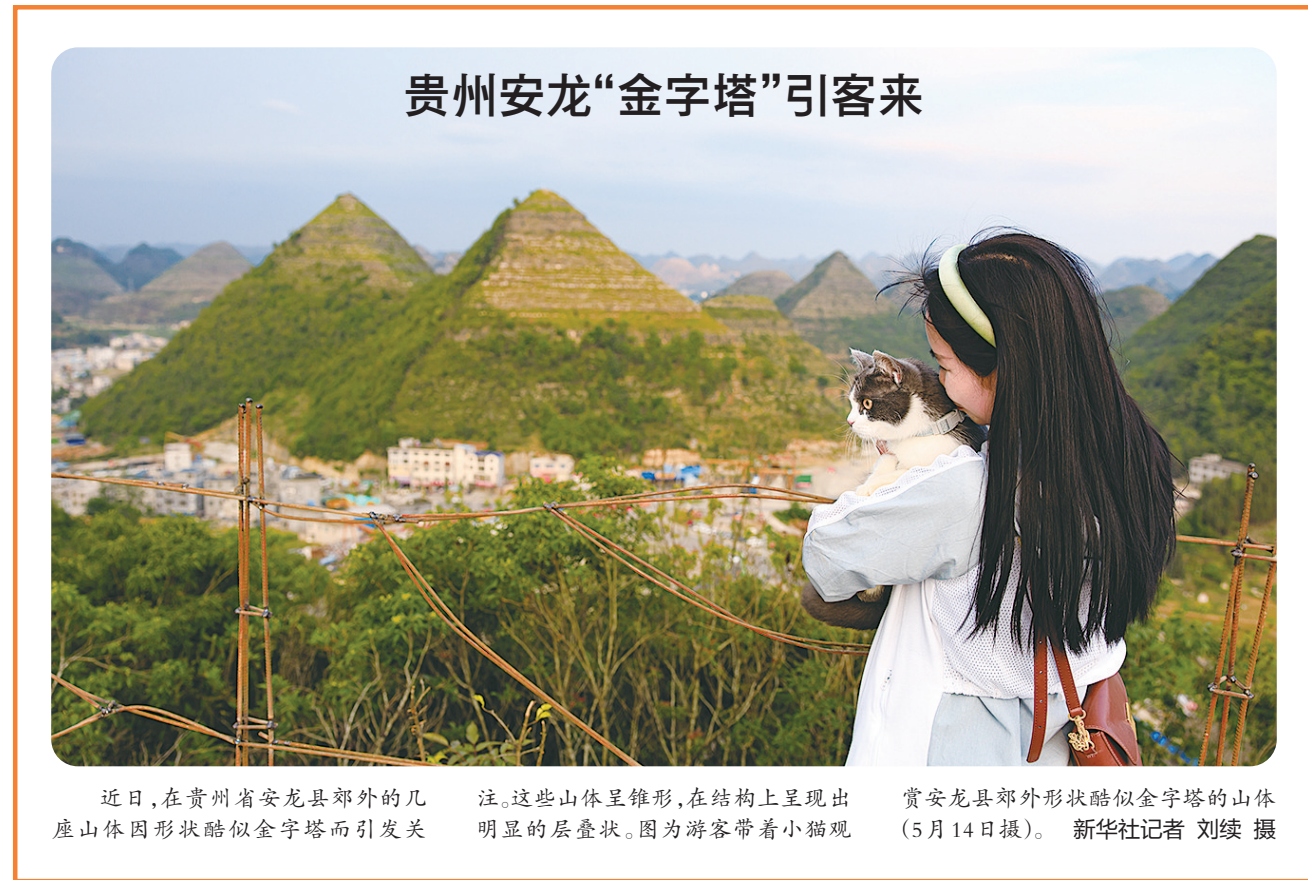 贵州安龙“金字塔”引客来
近日，在贵州省安龙县郊外的几
座山体因形状酷似金字塔而引发关
注。这些山体呈锥形，在结构上呈现出
明显的层叠状。图为游客带着小猫观
赏安龙县郊外形状酷似金字塔的山体
（5月14日摄）。 新华社记者 刘续 摄